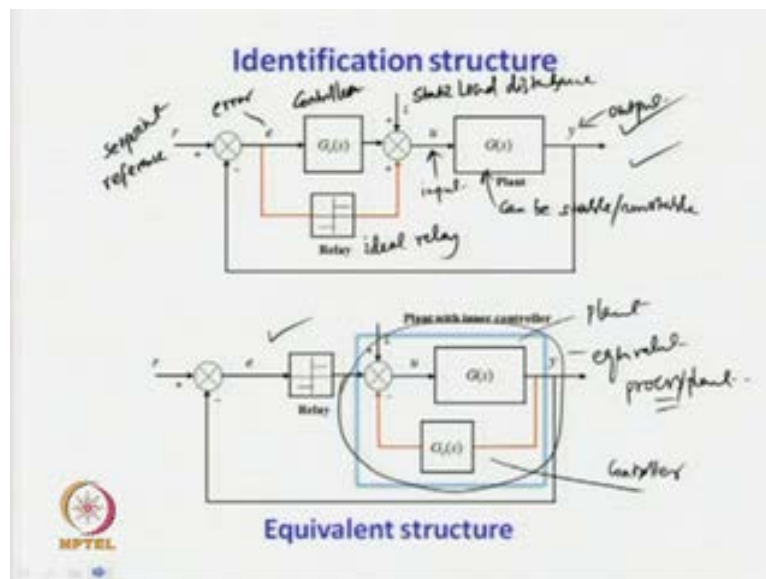 Identification structure
error
Controller
Static Load disturbance
setpoint
reference
r
+
-
e
Gc(s)
+
L
+
u
input
G(s)
Plant
y
output
Can be stable/unstable
Relay
ideal relay
Plant with inner controller
plant
r
+
-
e
Relay
+
L
-
u
G(s)
y
equivalent
process/plant
Gc(s)
Controller
NPTEL
Equivalent structure